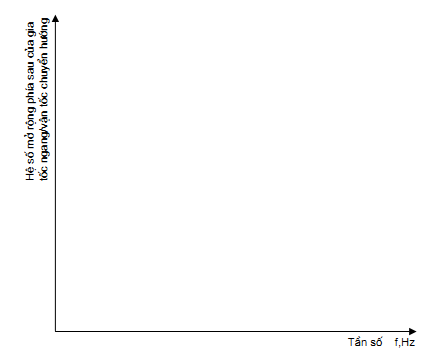 Hệ số mở rộng phía sau của gia
tốc ngang/vận tốc chuyển hướng
Tần số f,Hz